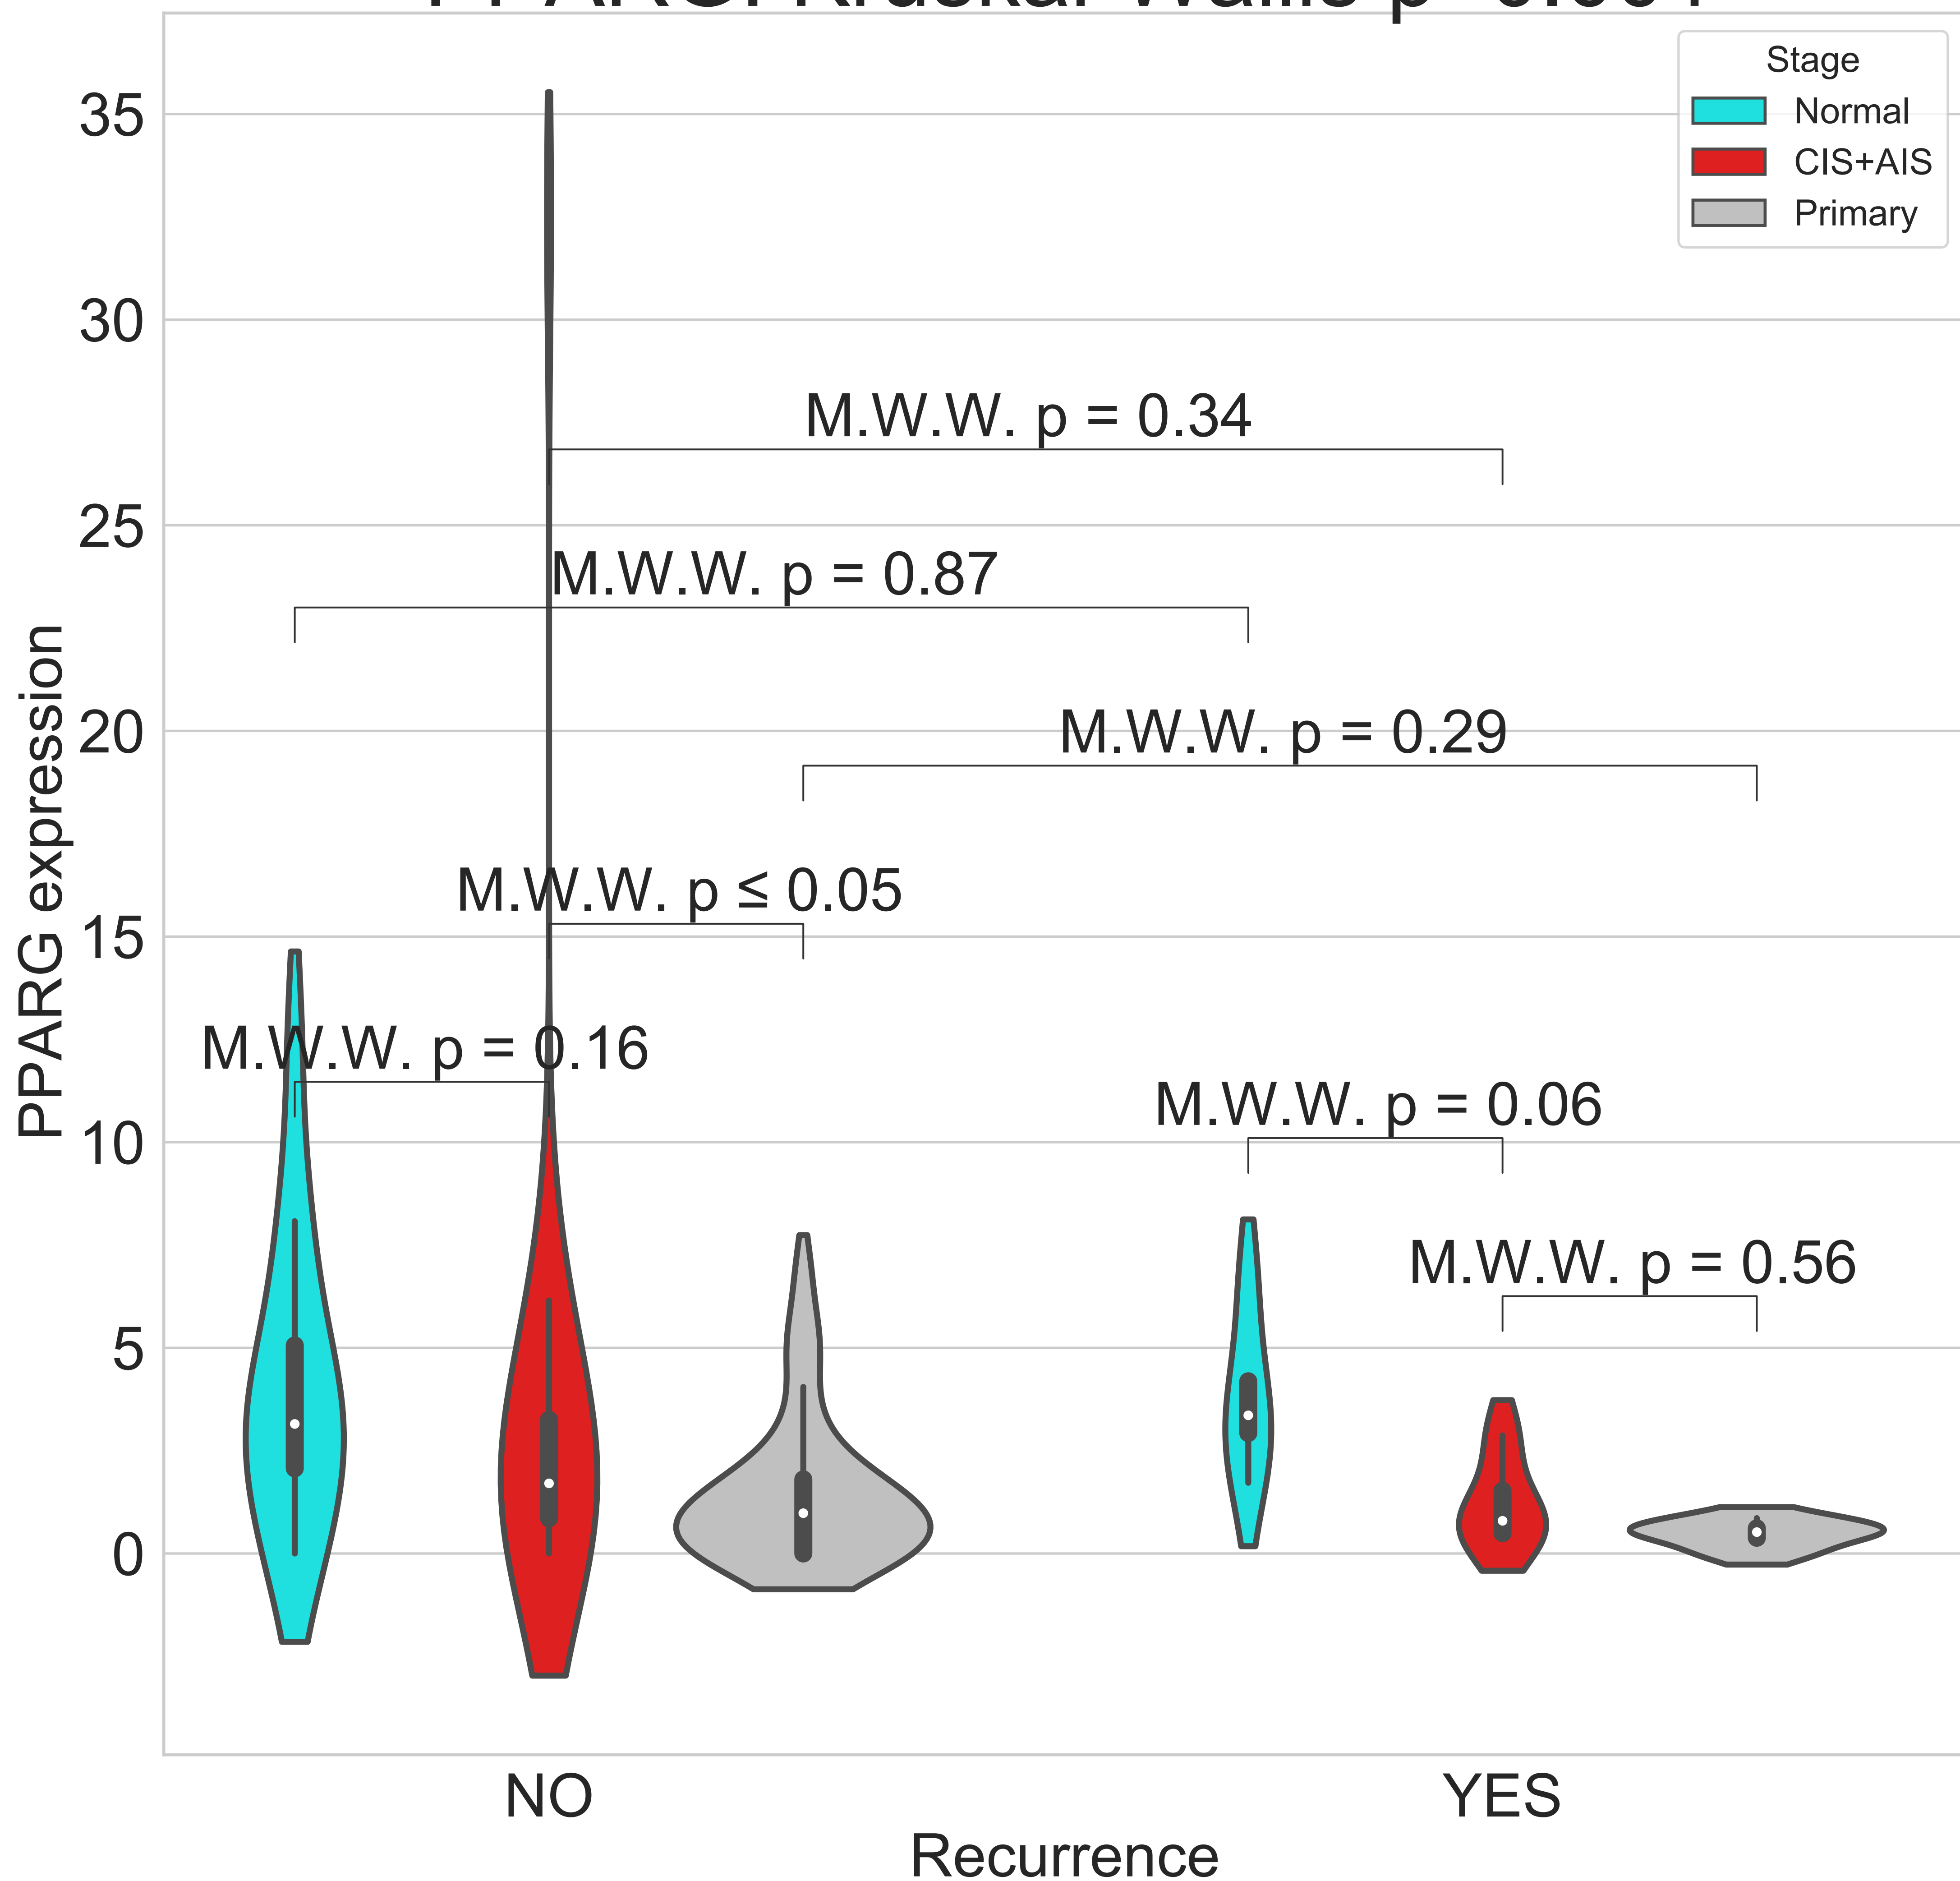 Stage
Normal
CIS+AIS
Primary
35
30
25
20
15
10
5
0
PPARG expression
M.W.W. p = 0.34
M.W.W. p = 0.87
M.W.W. p = 0.29
M.W.W. p ≤ 0.05
M.W.W. p = 0.16
M.W.W. p = 0.06
M.W.W. p = 0.56
NO
YES
Recurrence